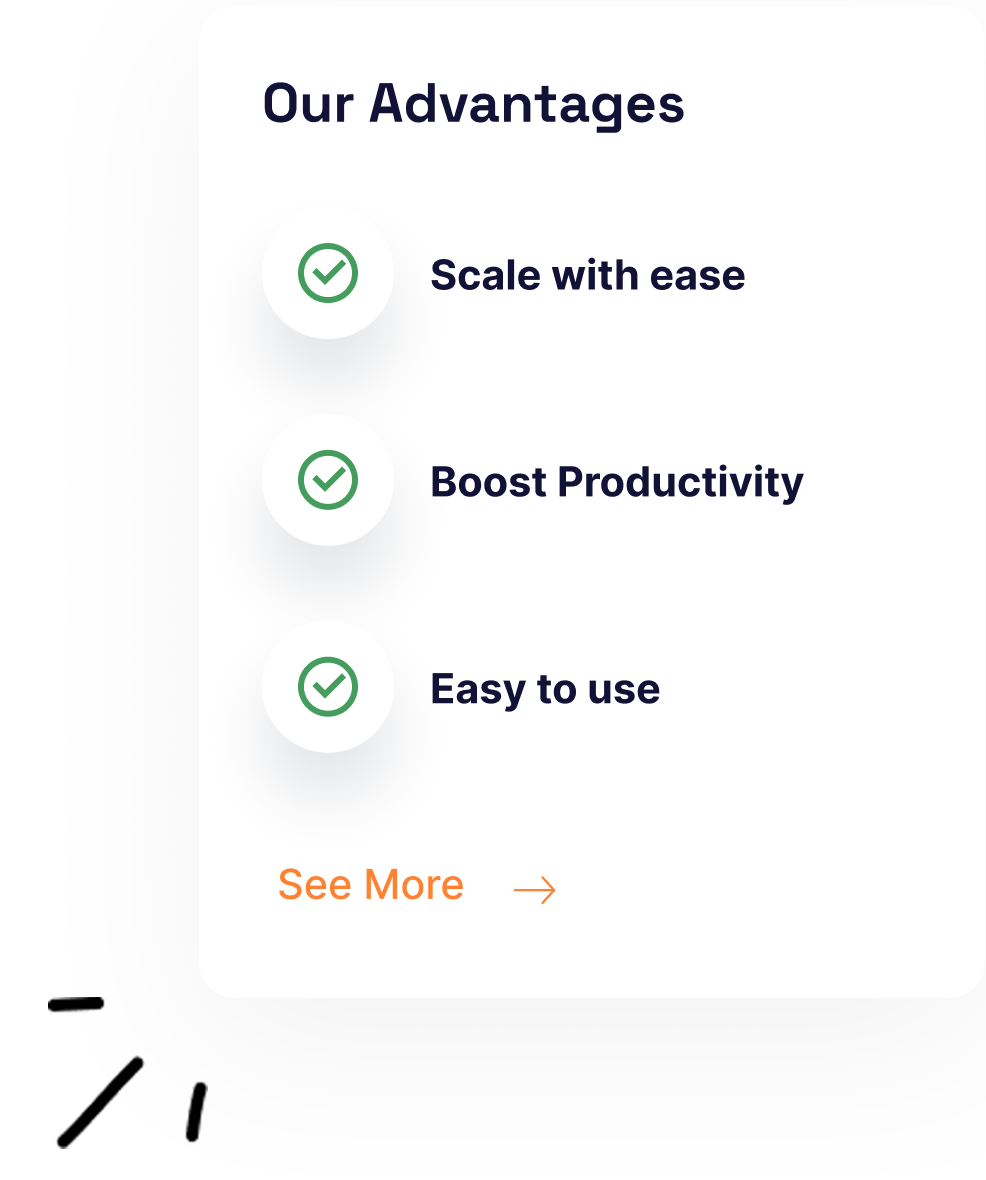 Our Advantages
Scale with ease
Boost Productivity
Easy to use
See More